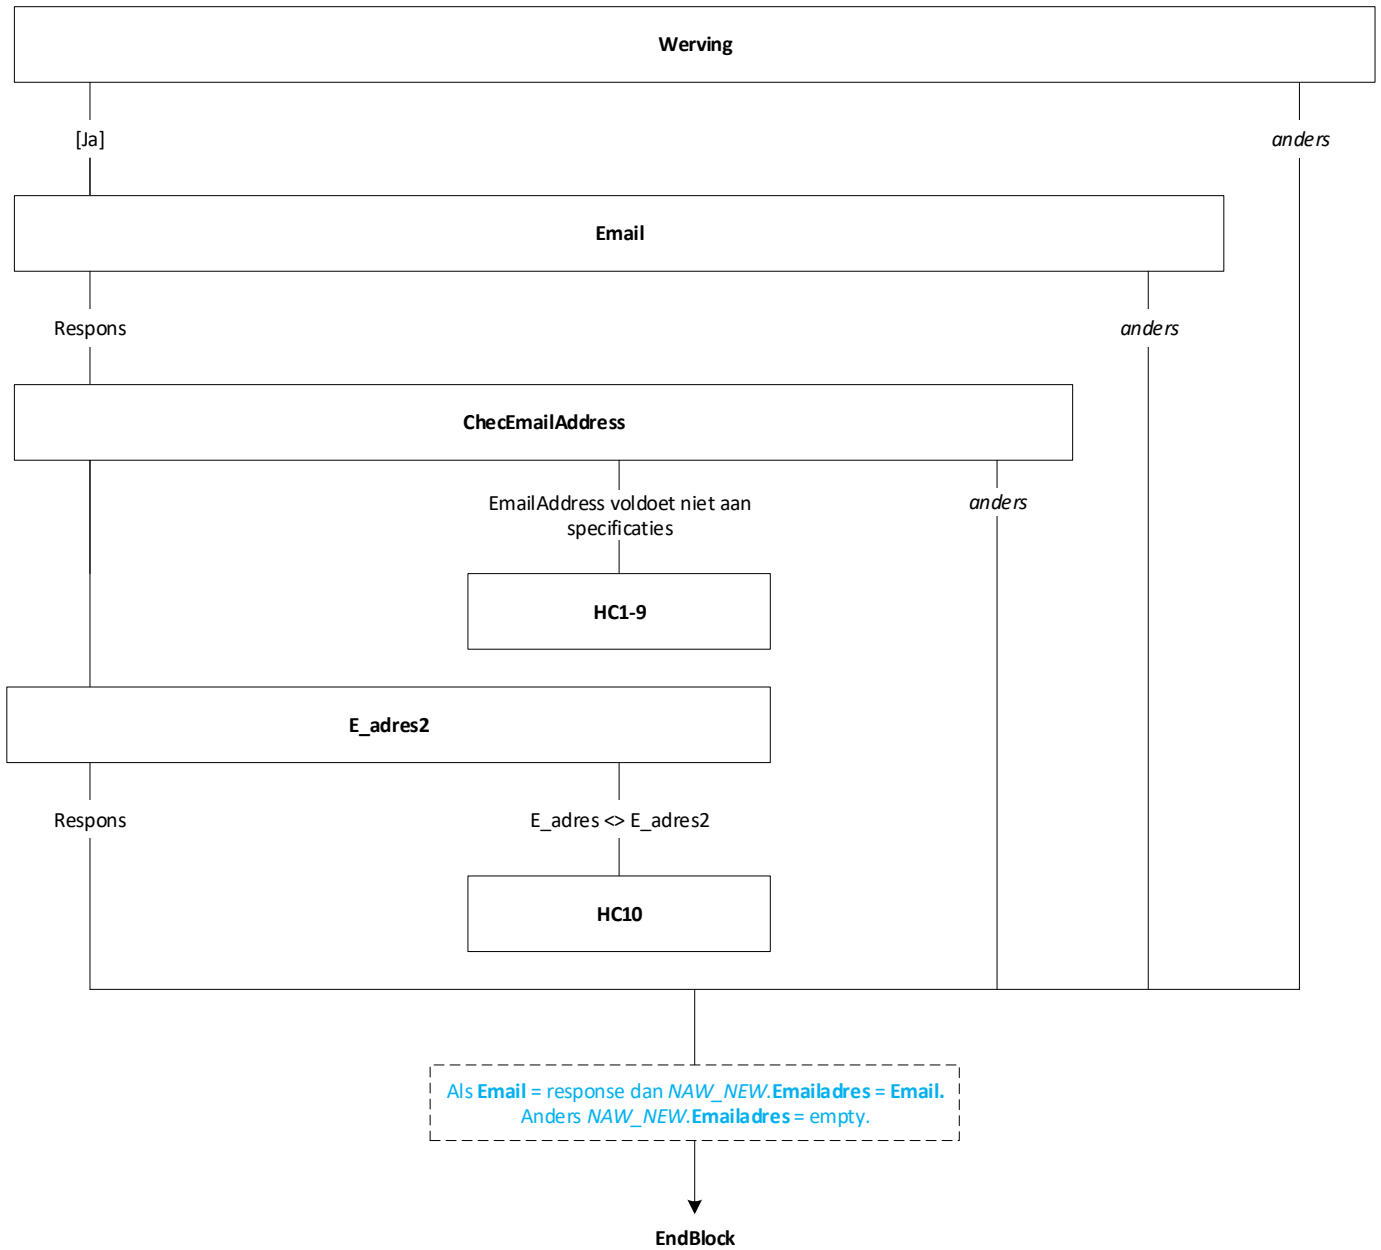 Werving
[Ja]
anders
Email
Respons
anders
ChecEmailAddress
EmailAddress voldoet niet aan
specificaties
anders
HC1-9
E_adres2
Respons
E_adres <> E_adres2
HC10
Als Email = response dan NAW_NEW.Emailadres = Email.
Anders NAW_NEW.Emailadres = empty.
EndBlock